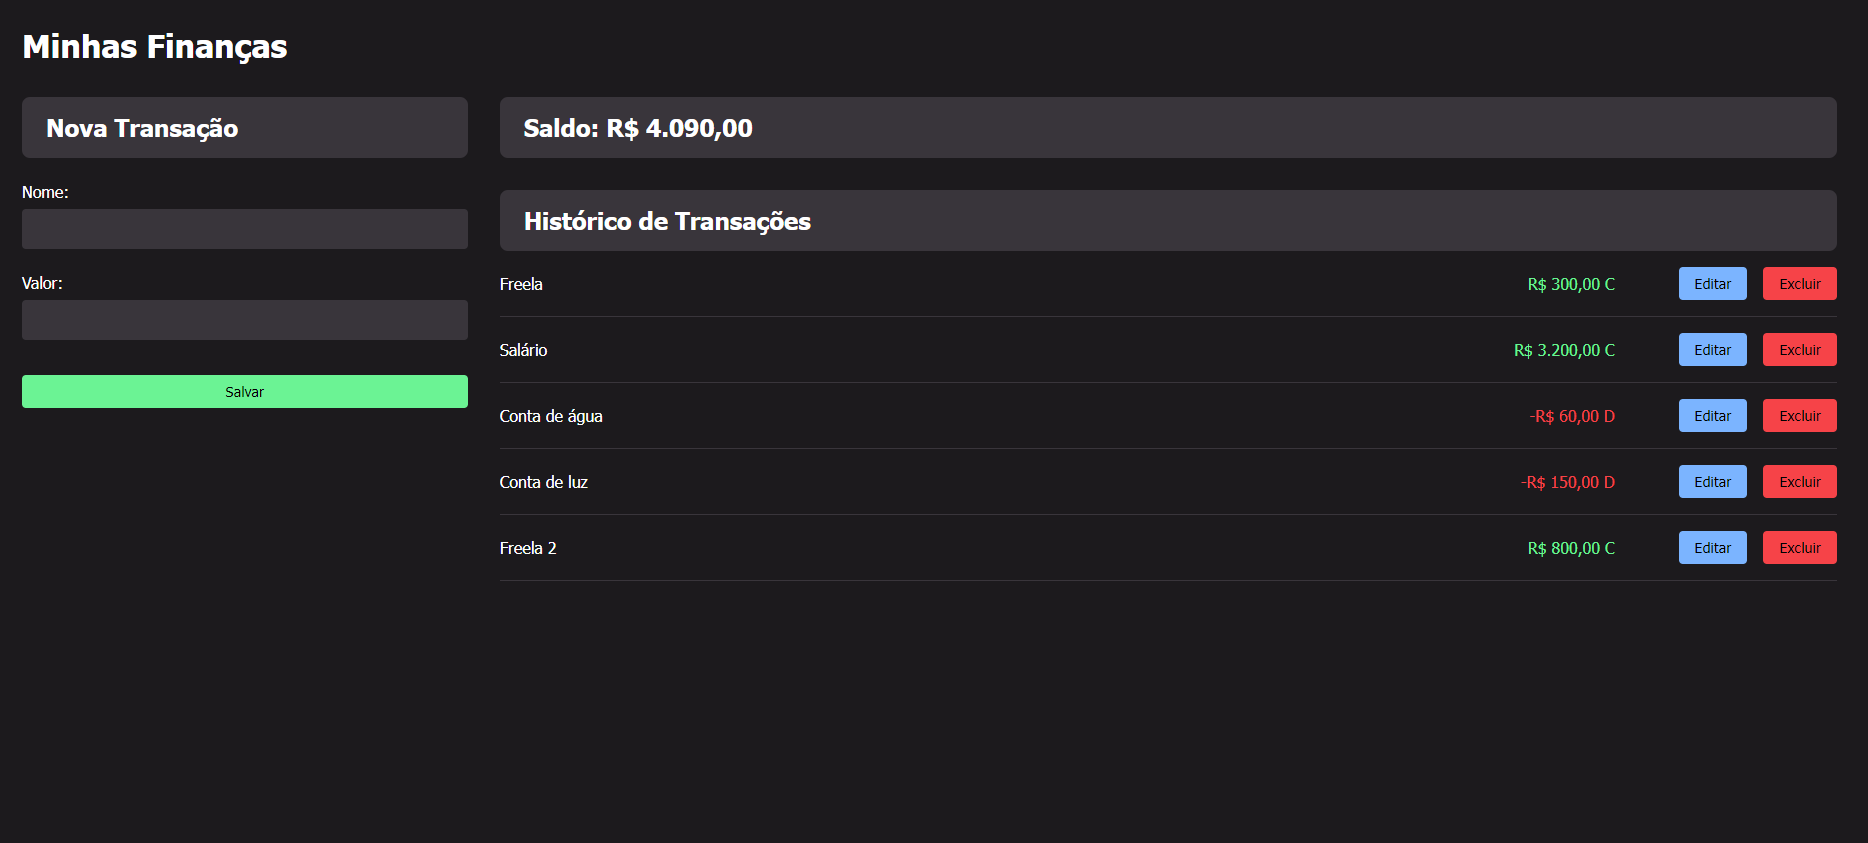 Minhas Finanças
Nova Transação
Nome:
Valor:
Salvar
Saldo: R$ 4.090,00
Histórico de Transações
Freela R$ 300,00 C Editar Excluir
Salário R$ 3.200,00 C Editar Excluir
Conta de água -R$ 60,00 D Editar Excluir
Conta de luz -R$ 150,00 D Editar Excluir
Freela 2 R$ 800,00 C Editar Excluir